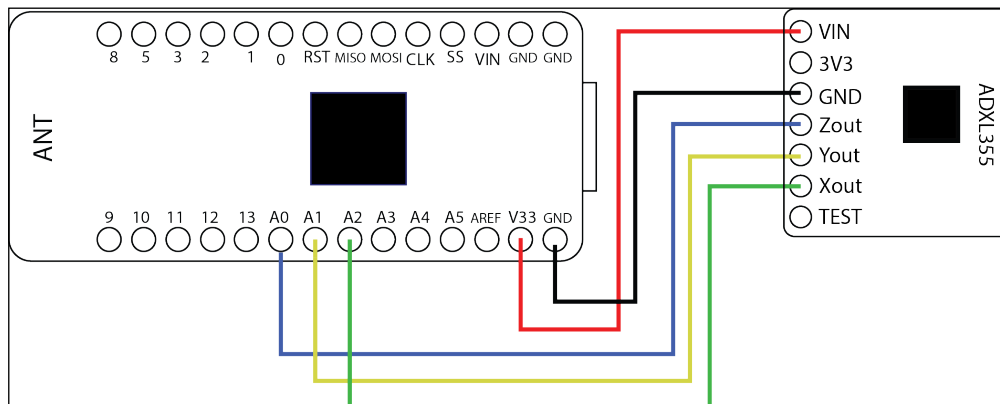 8 5 3 2 1 0 RST MISO MOSI CLK SS VIN GND GND
ANT
9 10 11 12 13 A0 A1 A2 A3 A4 A5 AREF V33 GND
VIN
3V3
GND
Zout
Yout
Xout
TEST
ADXL355